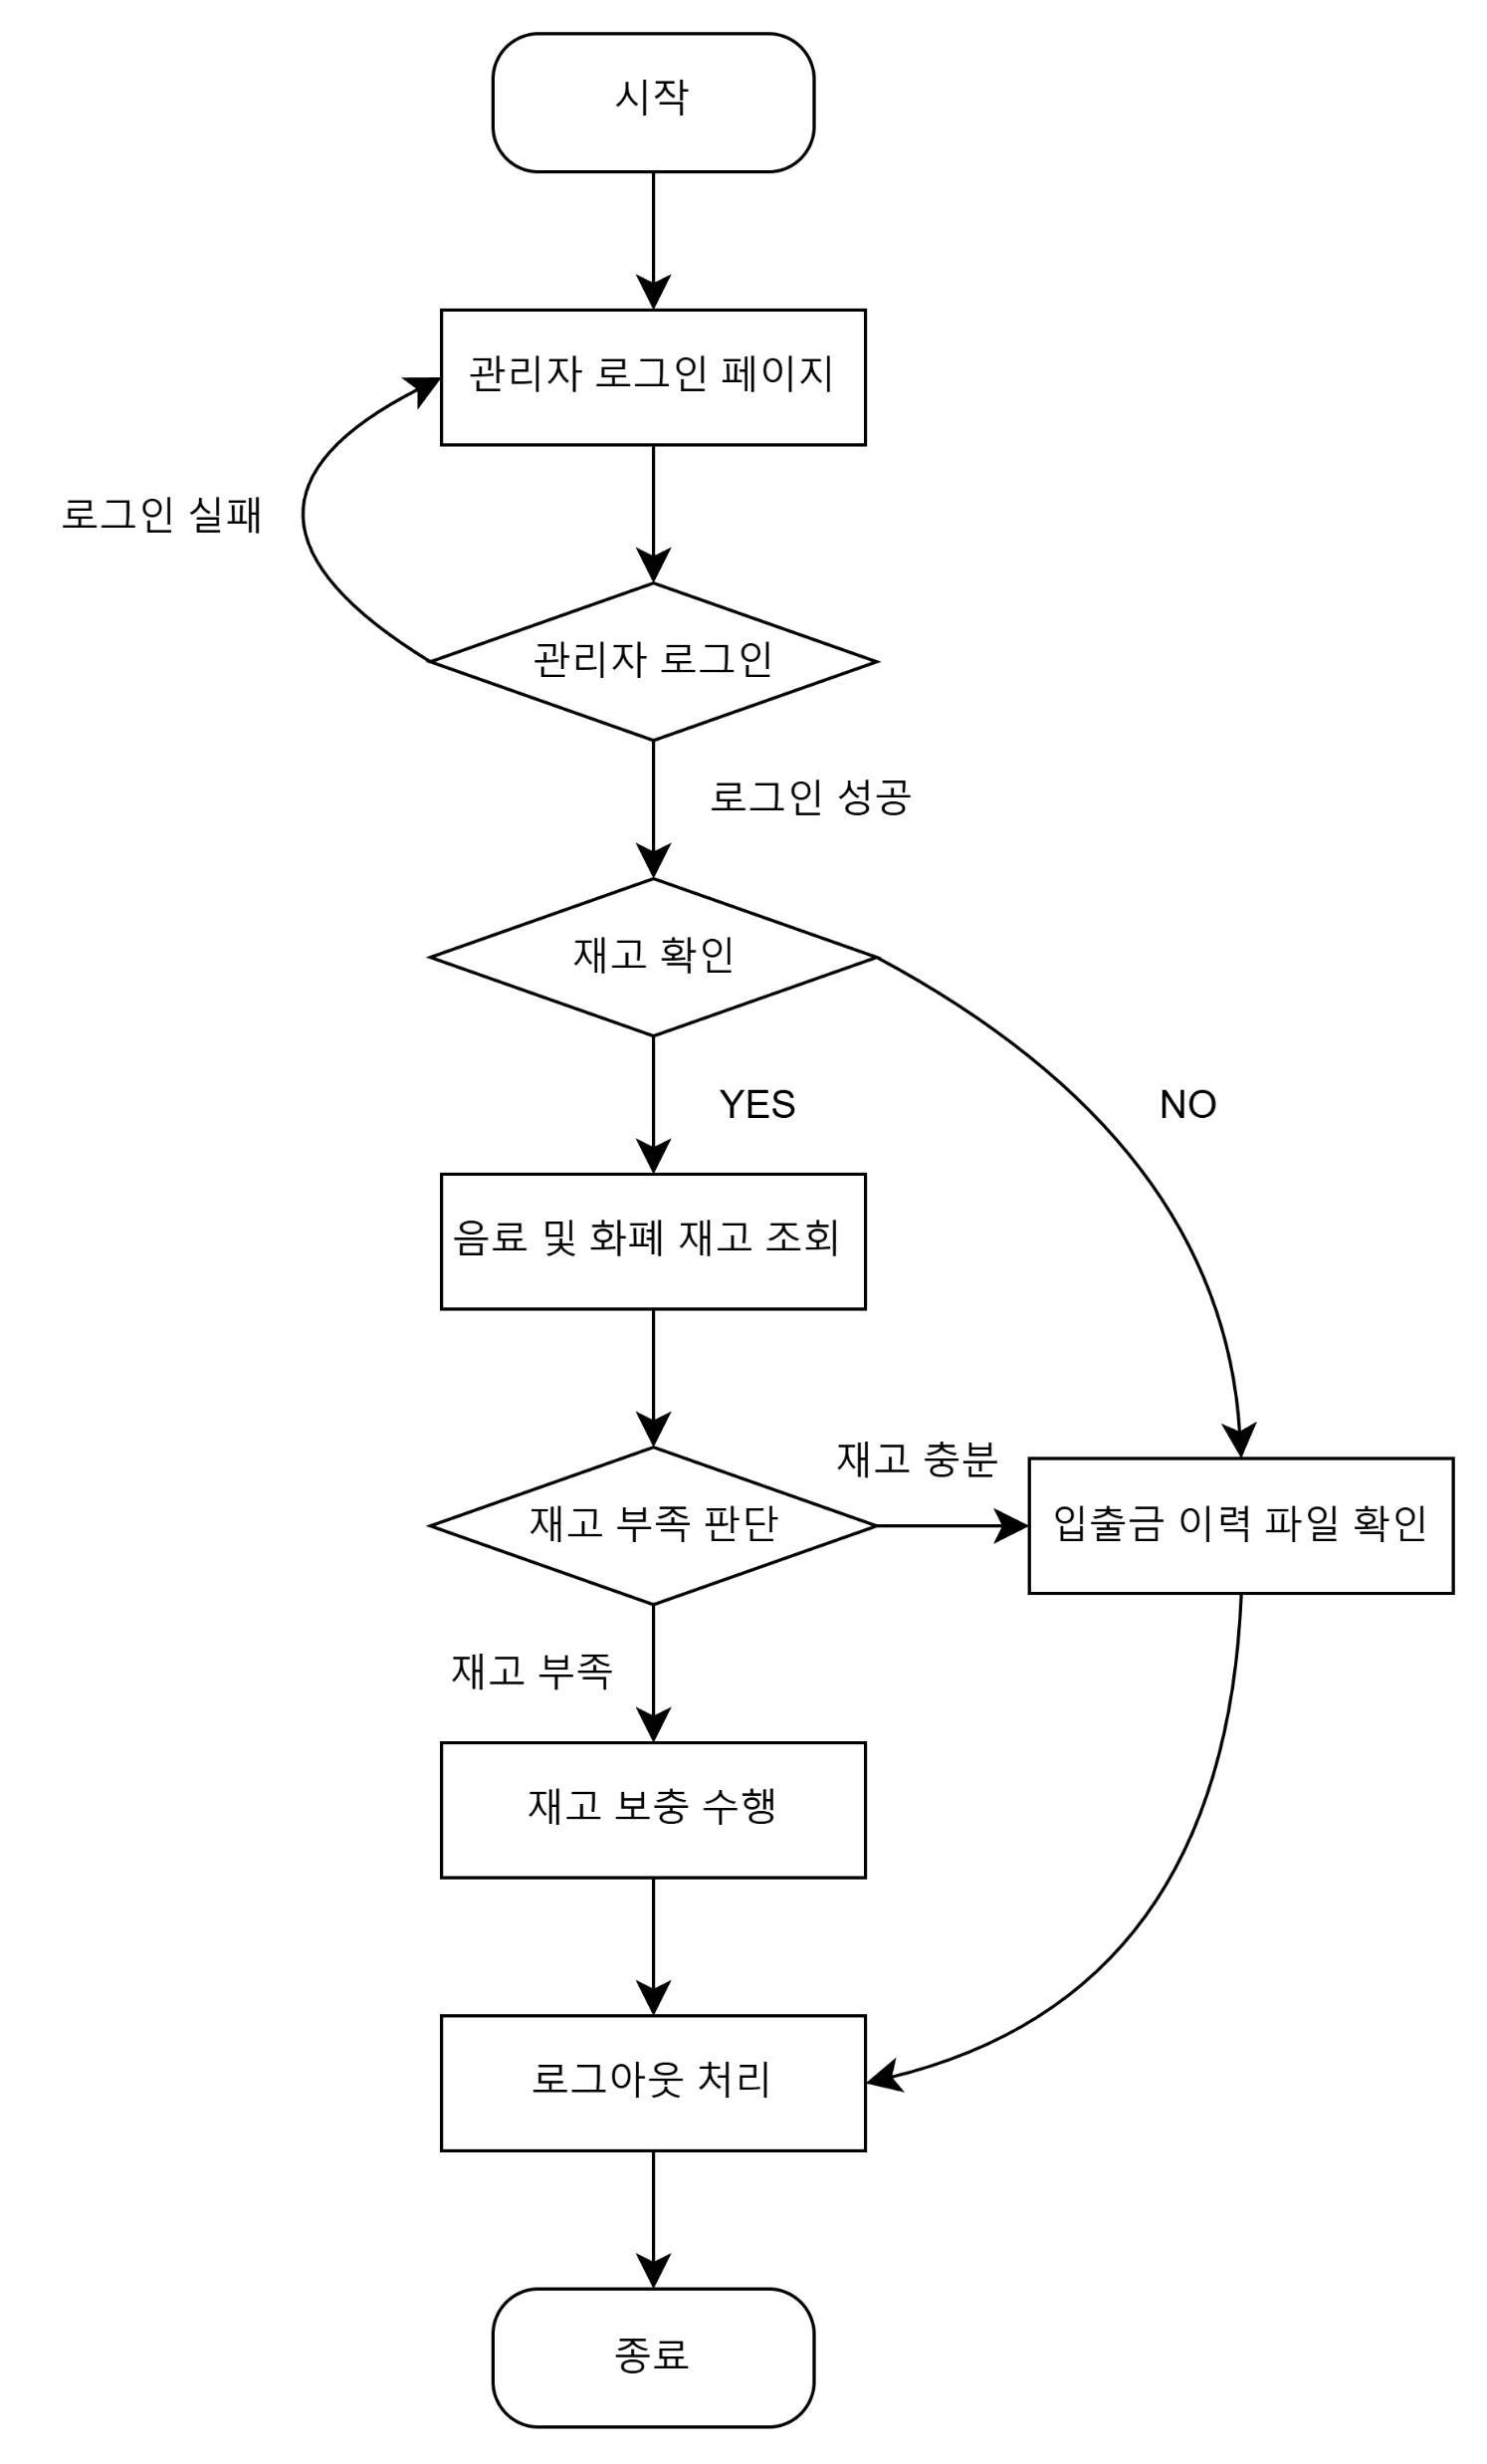 시작
관리자 로그인 페이지
로그인 실패
관리자 로그인
로그인 성공
재고 확인
YES
NO
음료 및 화폐 재고 조회
재고 충분
재고 부족 판단
입출금 이력 파일 확인
재고 부족
재고 보충 수행
로그아웃 처리
종료